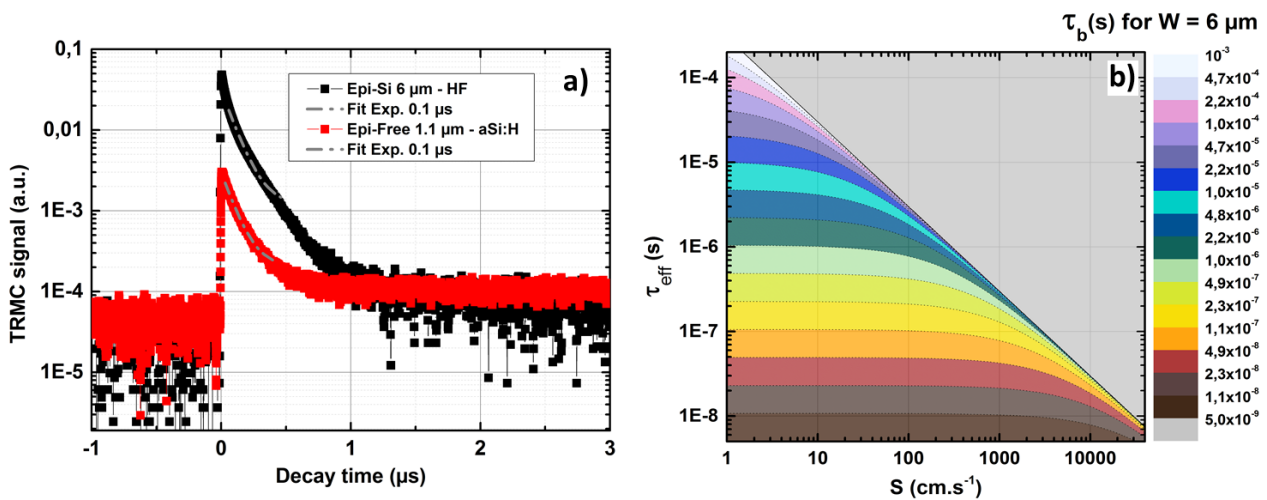 a)
TRMC signal (a.u.)
0,1
0,01
1E-3
1E-4
1E-5
Epi-Si 6 µm - HF
Fit Exp. 0.1 µs
Epi-Free 1.1 µm - aSi:H
Fit Exp. 0.1 µs
-1 0 1 2 3
Decay time (µs)
τb(s) for W = 6 µm
b)
τeff (s)
1E-4
1E-5
1E-6
1E-7
1E-8
1 10 100 1000 10000
S (cm.s⁻¹)
10⁻³
4,7x10⁻⁴
2,2x10⁻⁴
1,0x10⁻⁴
4,7x10⁻⁵
2,2x10⁻⁵
1,0x10⁻⁵
4,8x10⁻⁶
2,2x10⁻⁶
1,0x10⁻⁶
4,9x10⁻⁷
2,3x10⁻⁷
1,1x10⁻⁷
4,9x10⁻⁸
2,3x10⁻⁸
1,1x10⁻⁸
5,0x10⁻⁹